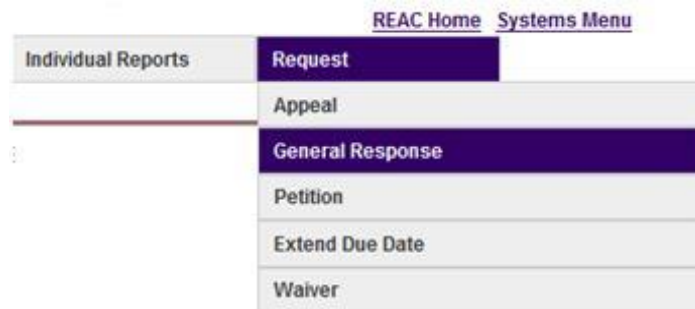 REAC Home Systems Menu
Individual Reports Request
Appeal
General Response
Petition
Extend Due Date
Waiver